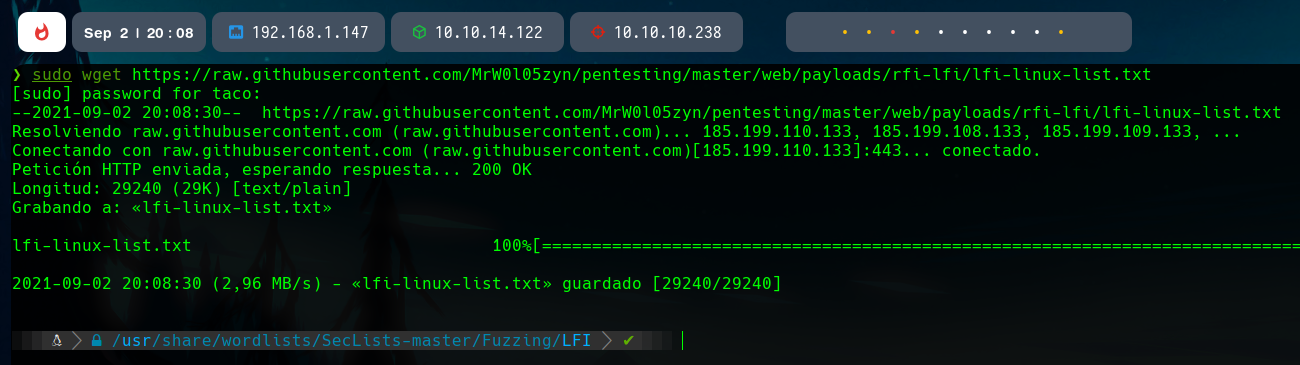 Sep 2 | 20:08 192.168.1.147 10.10.14.122 10.10.10.238
❯ sudo wget https://raw.githubusercontent.com/MrW0l05zyn/pentesting/master/web/payloads/rfi-lfi/lfi-linux-list.txt
[sudo] password for taco:
--2021-09-02 20:08:30--  https://raw.githubusercontent.com/MrW0l05zyn/pentesting/master/web/payloads/rfi-lfi/lfi-linux-list.txt
Resolviendo raw.githubusercontent.com (raw.githubusercontent.com)... 185.199.110.133, 185.199.108.133, 185.199.109.133, ...
Conectando con raw.githubusercontent.com (raw.githubusercontent.com)[185.199.110.133]:443... conectado.
Petición HTTP enviada, esperando respuesta... 200 OK
Longitud: 29240 (29K) [text/plain]
Grabando a: «lfi-linux-list.txt»
lfi-linux-list.txt 100%[============================================================================
2021-09-02 20:08:30 (2,96 MB/s) - «lfi-linux-list.txt» guardado [29240/29240]
/usr/share/wordlists/SecLists-master/Fuzzing/LFI ✔